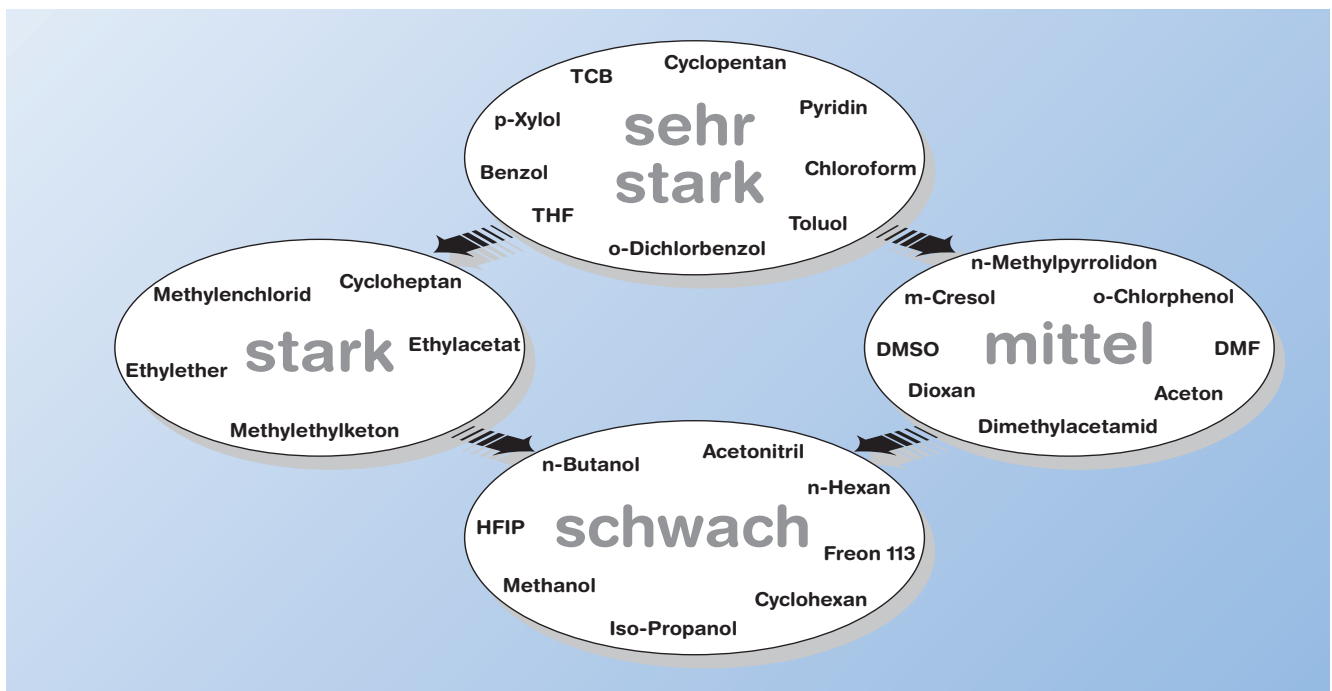 TCB
Cyclopentan
p-Xylol
Pyridin
sehr
stark
Benzol
Chloroform
THF
Toluol
o-Dichlorbenzol
Methylenchlorid
Cycloheptan
stark
Ethylacetat
Ethylether
Methylethylketon
n-Methylpyrrolidon
m-Cresol
o-Chlorphenol
DMSO
mittel
DMF
Dioxan
Aceton
Dimethylacetamid
n-Butanol
Acetonitril
n-Hexan
HFIP
schwach
Freon 113
Methanol
Cyclohexan
Iso-Propanol